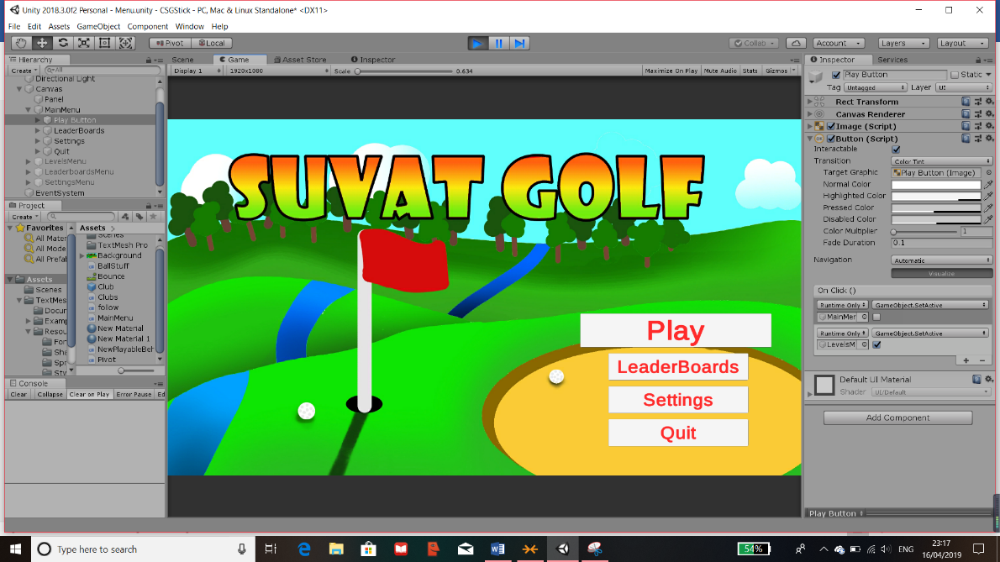 Unity 2018.3.0f2 Personal - Menu.unity - CSGStick - PC, Mac & Linux Standalone* <DX11>
File Edit Assets GameObject Component Window Help
Pivot Local Collab Account Layers Layout
Hierarchy
Create All
Directional Light
Canvas
Panel
MainMenu
Play Button
LeaderBoards
Settings
Quit
LevelsMenu
LeaderboardsMenu
SettingsMenu
EventSystem
Project
Create
Favorites
All Mater
All Mode
All Prefab
Assets
Scenes
TextMes
Docum
Examp
Resou
For
Sha
Spr
Sty
Assets
Scenes
TextMesh Pro
Background
BallStuff
Bounce
Club
Clubs
follow
MainMenu
New Material
New Material 1
NewPlayableBeh
Pivot
Console
Clear Collapse Clear on Play Error Pause Ed
Scene Game Asset Store Inspector
Display 1 1920x1000 Scale 0.634 Maximize On Play Mute Audio Stats Gizmos
SUVAT GOLF
Play
LeaderBoards
Settings
Quit
Inspector Services
Play Button Static
Tag Untagged Layer UI
Rect Transform
Canvas Renderer
Image (Script)
Button (Script)
Interactable
Transition Color Tint
Target Graphic Play Button (Image)
Normal Color
Highlighted Color
Pressed Color
Disabled Color
Color Multiplier 1
Fade Duration 0.1
Navigation Automatic
Visualize
On Click ()
Runtime Only GameObject.SetActive
MainMer
Runtime Only GameObject.SetActive
LevelsM
Default UI Material
Shader UI/Default
Add Component
Play Button
Type here to search
54%
ENG
23:17
16/04/2019